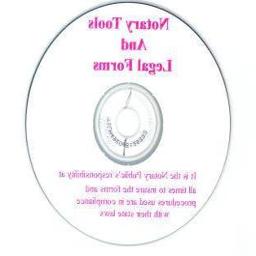 Notary Tools
And
Legal Forms
It is the Notary Public's responsibility at
all times to insure the forms and
procedures used are in compliance
with their state laws